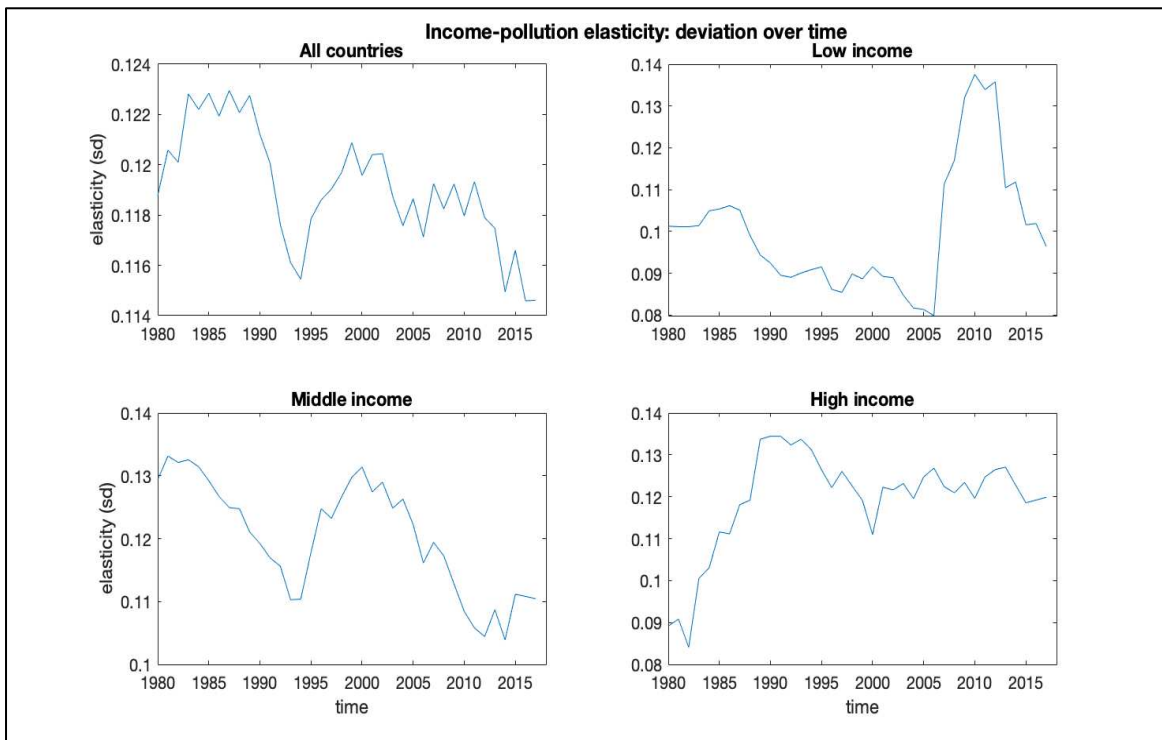 Income-pollution elasticity: deviation over time
All countries
0.124
0.122
0.12
0.118
0.116
0.114
elasticity (sd)
1980 1985 1990 1995 2000 2005 2010 2015
Low income
0.14
0.13
0.12
0.11
0.1
0.09
0.08
1980 1985 1990 1995 2000 2005 2010 2015
Middle income
0.14
0.13
0.12
0.11
0.1
elasticity (sd)
1980 1985 1990 1995 2000 2005 2010 2015
time
High income
0.14
0.13
0.12
0.11
0.1
0.09
0.08
1980 1985 1990 1995 2000 2005 2010 2015
time